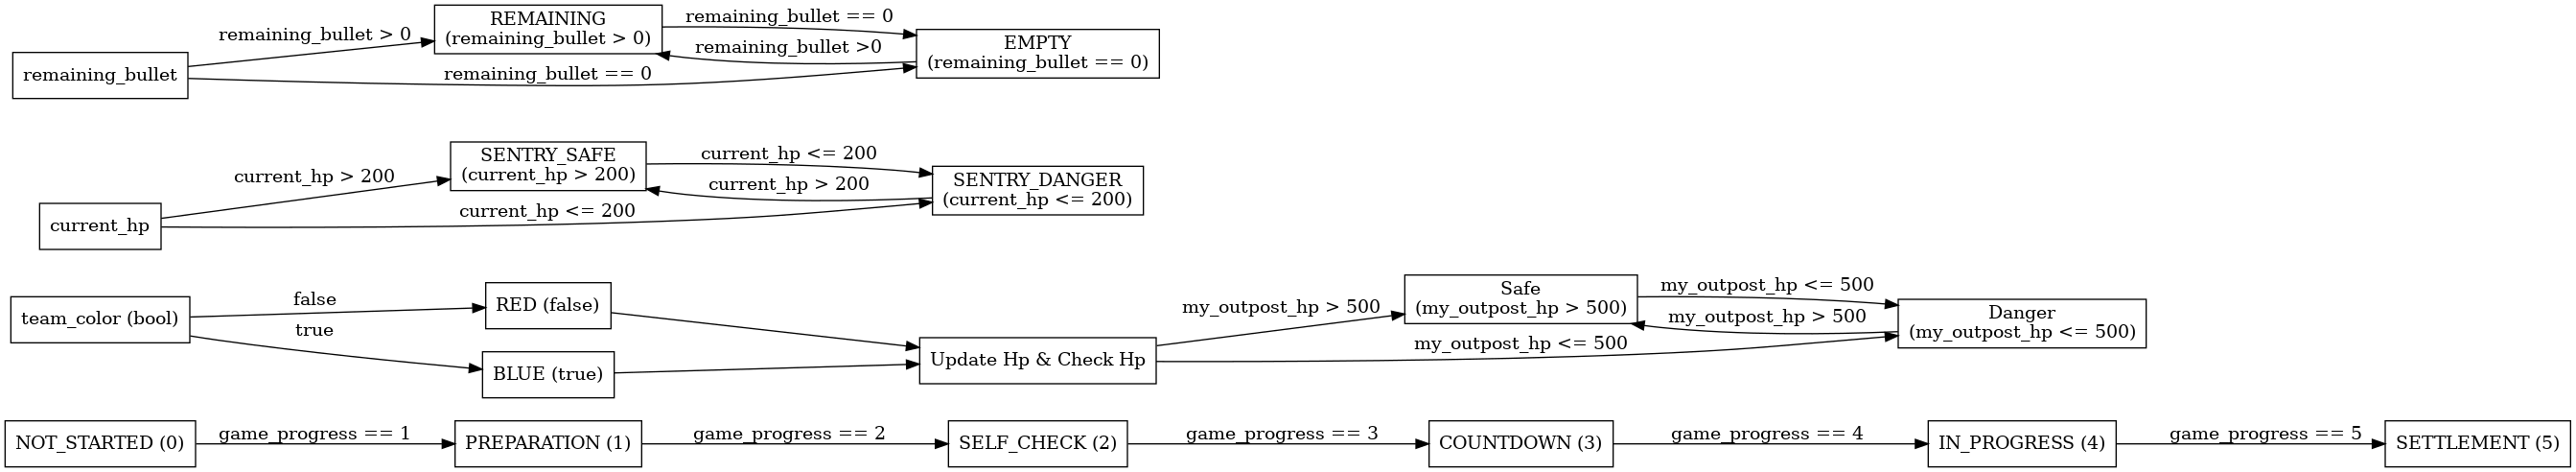 remaining_bullet
remaining_bullet > 0
REMAINING
(remaining_bullet > 0)
remaining_bullet == 0
remaining_bullet >0
remaining_bullet == 0
EMPTY
(remaining_bullet == 0)
current_hp
current_hp > 200
SENTRY_SAFE
(current_hp > 200)
current_hp <= 200
current_hp > 200
current_hp <= 200
SENTRY_DANGER
(current_hp <= 200)
team_color (bool)
false
true
RED (false)
BLUE (true)
Update Hp & Check Hp
my_outpost_hp > 500
Safe
(my_outpost_hp > 500)
my_outpost_hp <= 500
my_outpost_hp > 500
my_outpost_hp <= 500
Danger
(my_outpost_hp <= 500)
NOT_STARTED (0)
game_progress == 1
PREPARATION (1)
game_progress == 2
SELF_CHECK (2)
game_progress == 3
COUNTDOWN (3)
game_progress == 4
IN_PROGRESS (4)
game_progress == 5
SETTLEMENT (5)